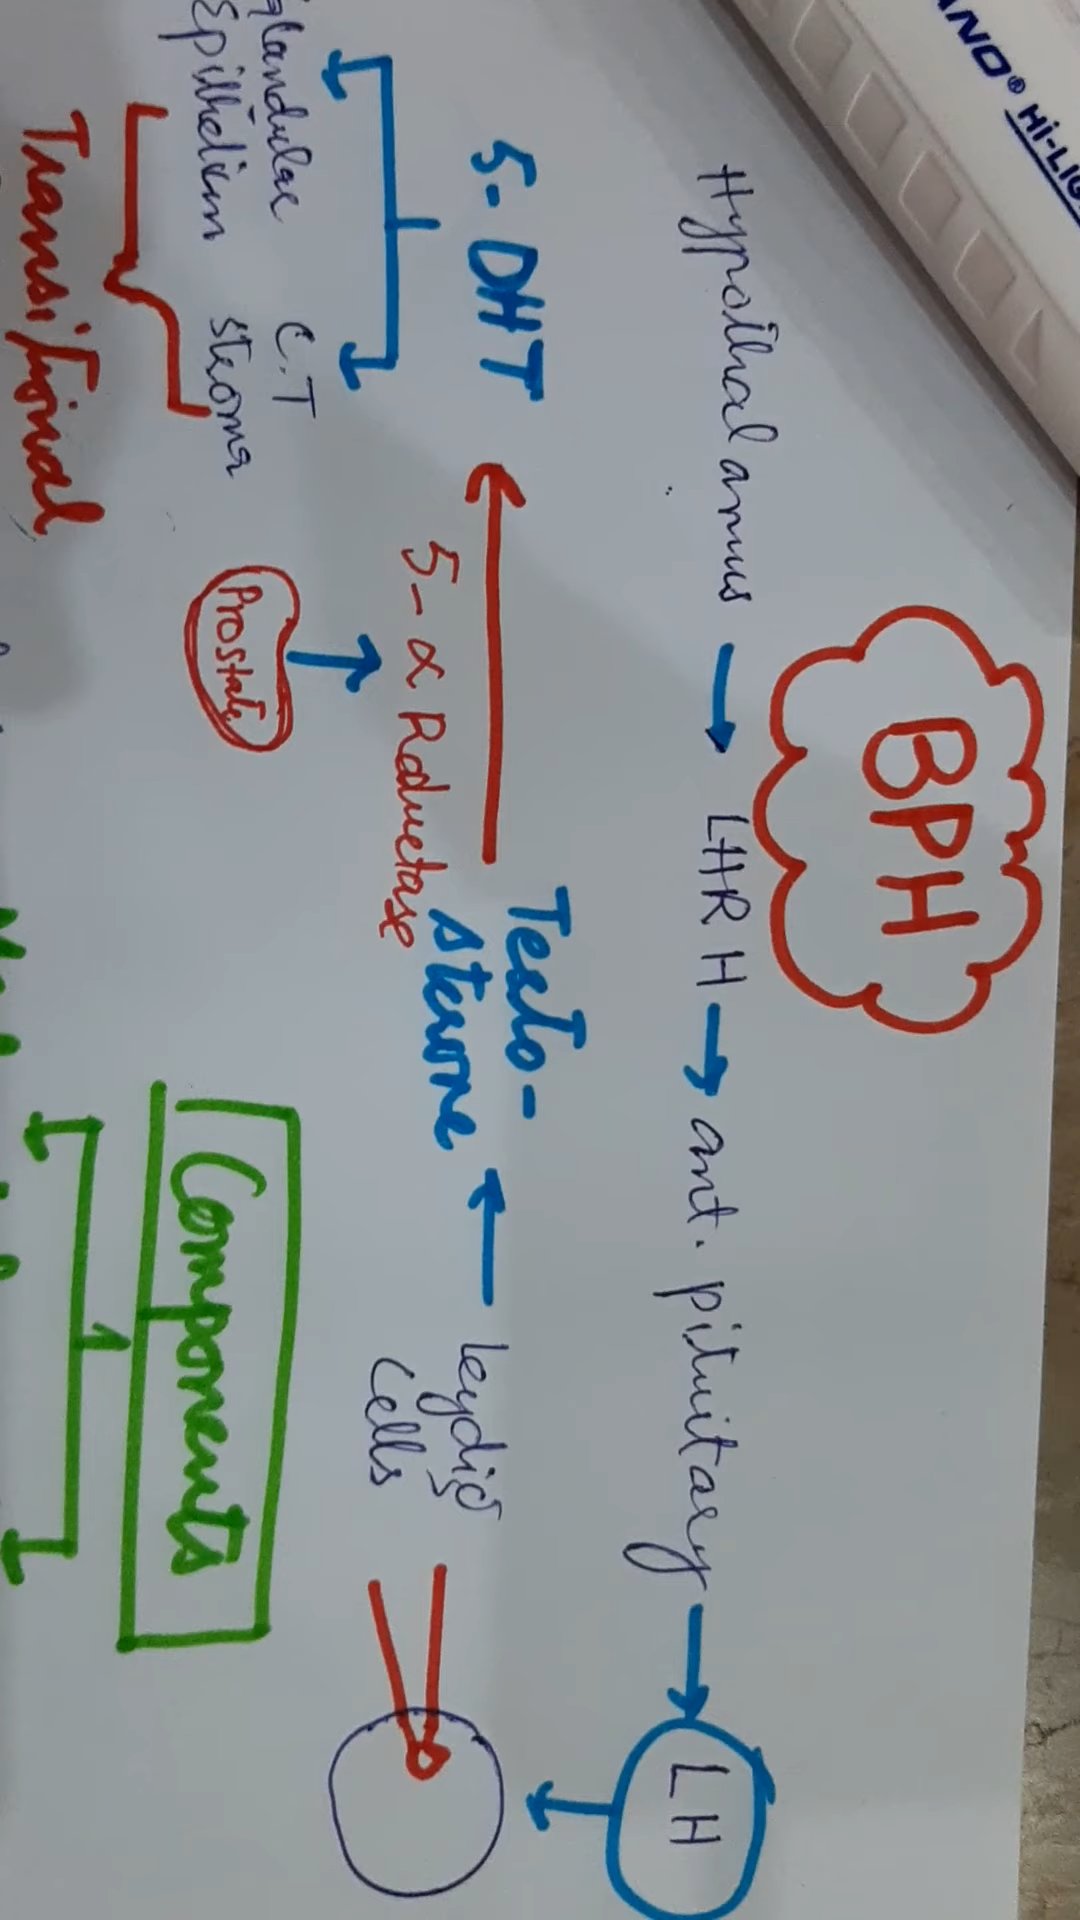 BPH
Hypothalamus → LHRH → ant. pituitary → LH
5-DHT ← Testo-
sterone ← Leydig
Cells
5-α Reductase
Prostate
glandular C.T
Epithelium stroma
Transitional
Components
Hi-LIG